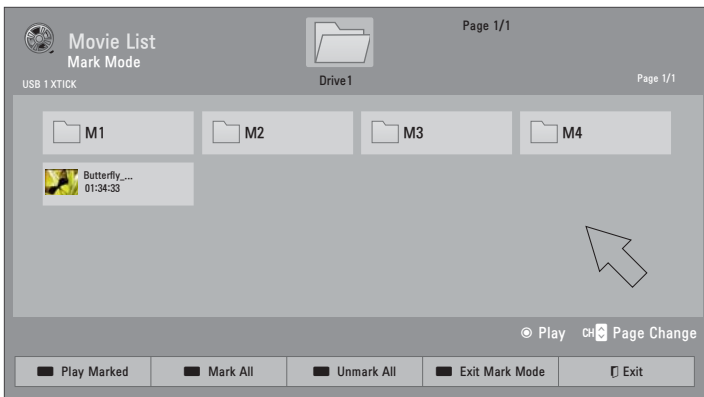 Movie List
Mark Mode
USB 1 XTICK
Drive1
Page 1/1
Page 1/1
M1
M2
M3
M4
Butterfly_...
01:34:33
Play
CH Page Change
Play Marked
Mark All
Unmark All
Exit Mark Mode
Exit